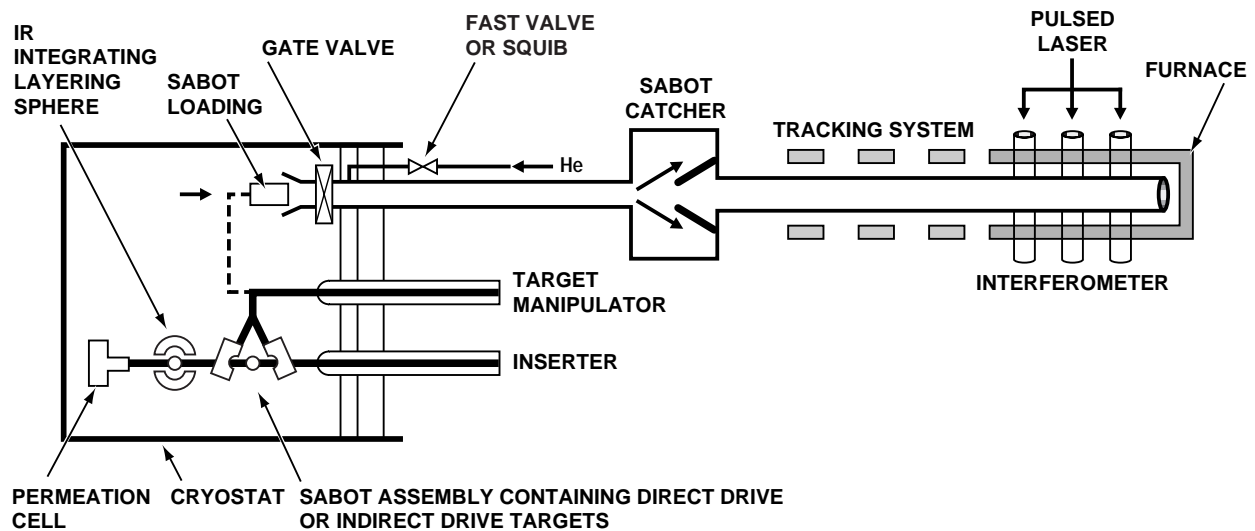 IR
INTEGRATING
LAYERING
SPHERE
SABOT
LOADING
GATE VALVE
FAST VALVE
OR SQUIB
He
SABOT
CATCHER
TRACKING SYSTEM
PULSED
LASER
FURNACE
INTERFEROMETER
TARGET
MANIPULATOR
INSERTER
PERMEATION
CELL
CRYOSTAT
SABOT ASSEMBLY CONTAINING DIRECT DRIVE
OR INDIRECT DRIVE TARGETS